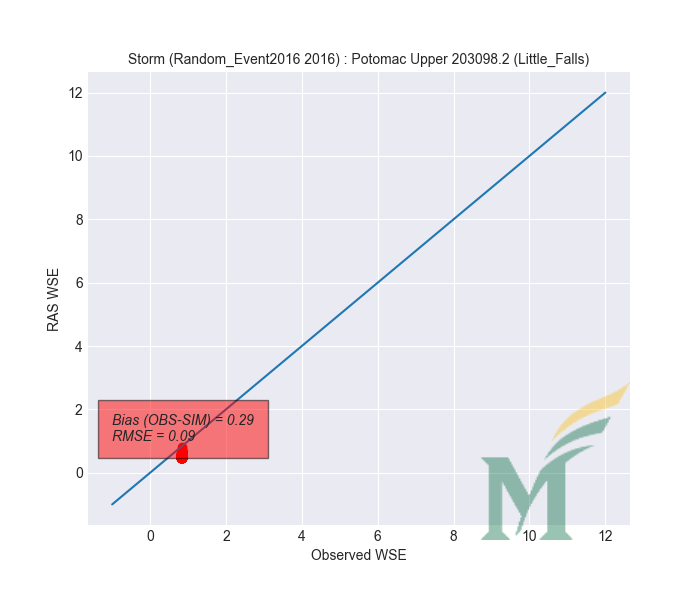 Storm (Random_Event2016 2016) : Potomac Upper 203098.2 (Little_Falls)
12
10
8
6
4
2
0
RAS WSE
Bias (OBS-SIM) = 0.29
RMSE = 0.09
M
0 2 4 6 8 10 12
Observed WSE